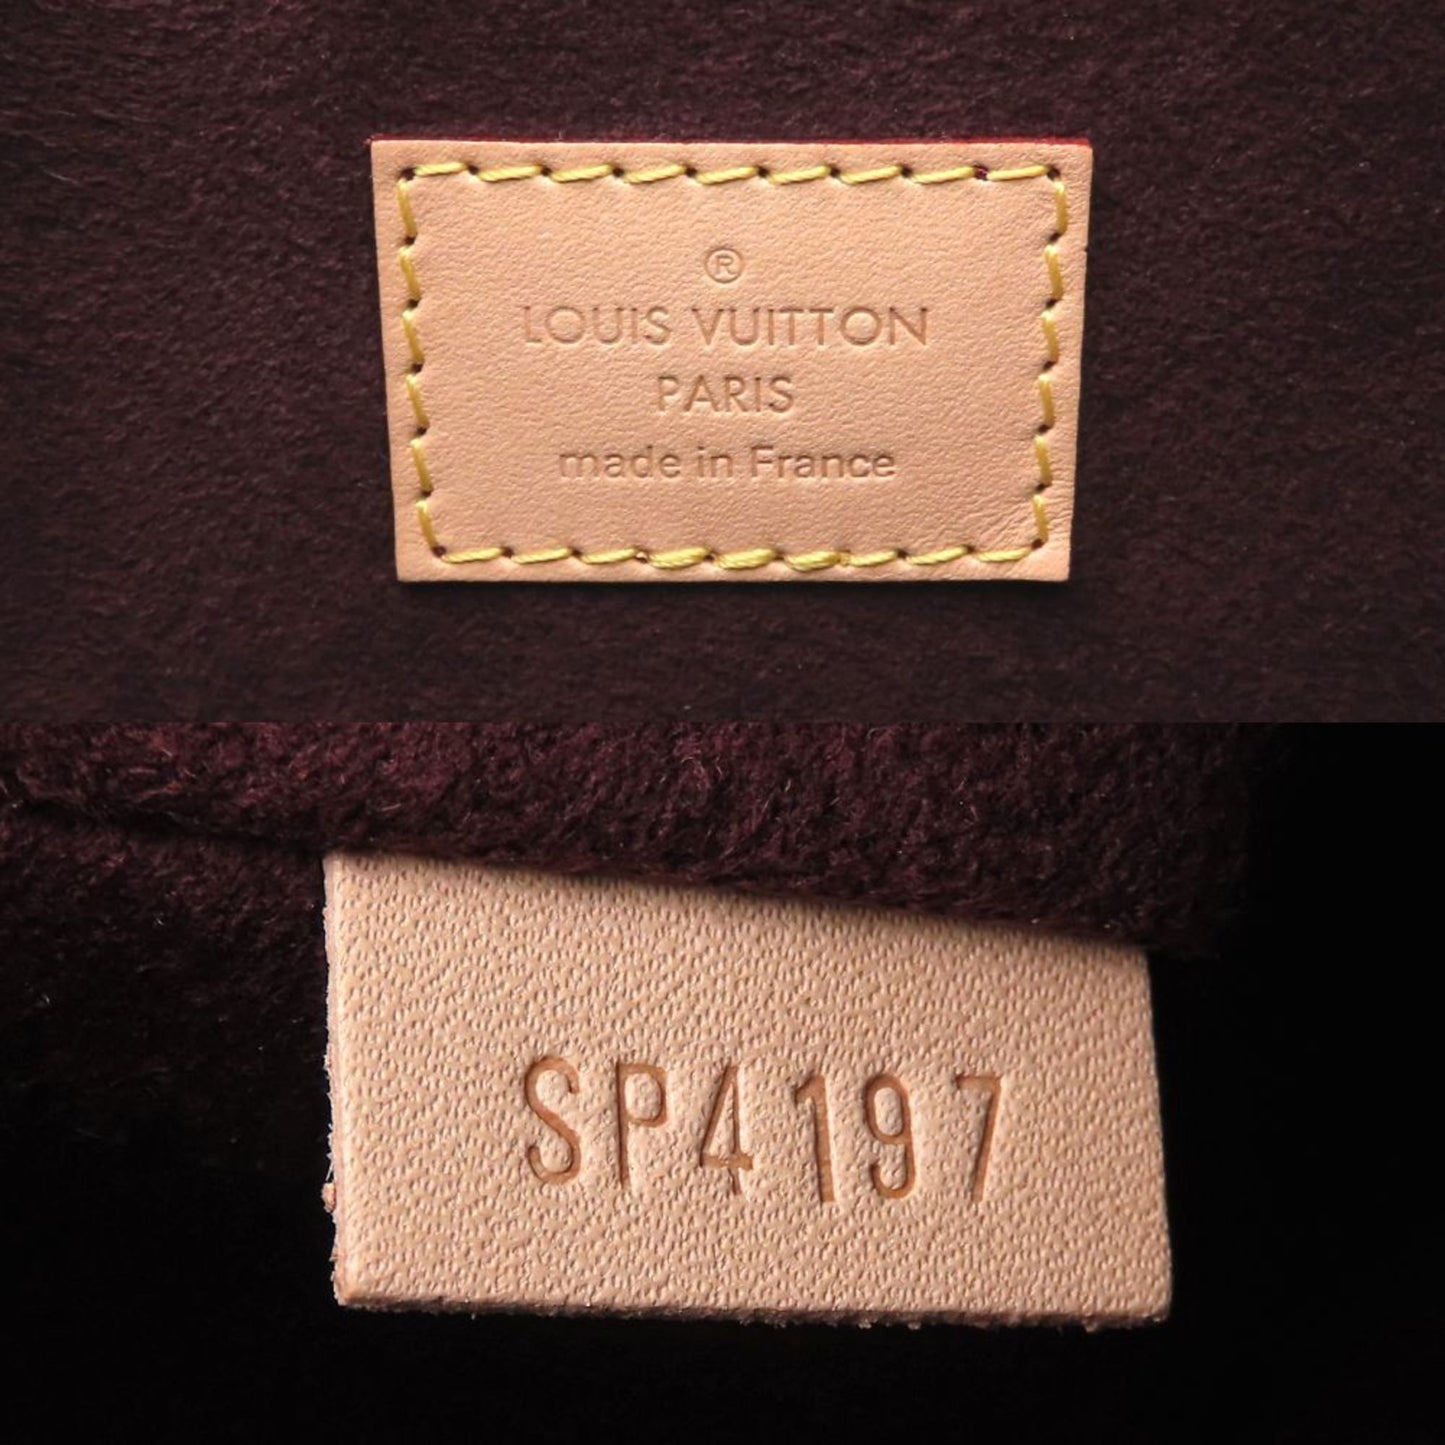 ®
LOUIS VUITTON
PARIS
made in France
SP4197